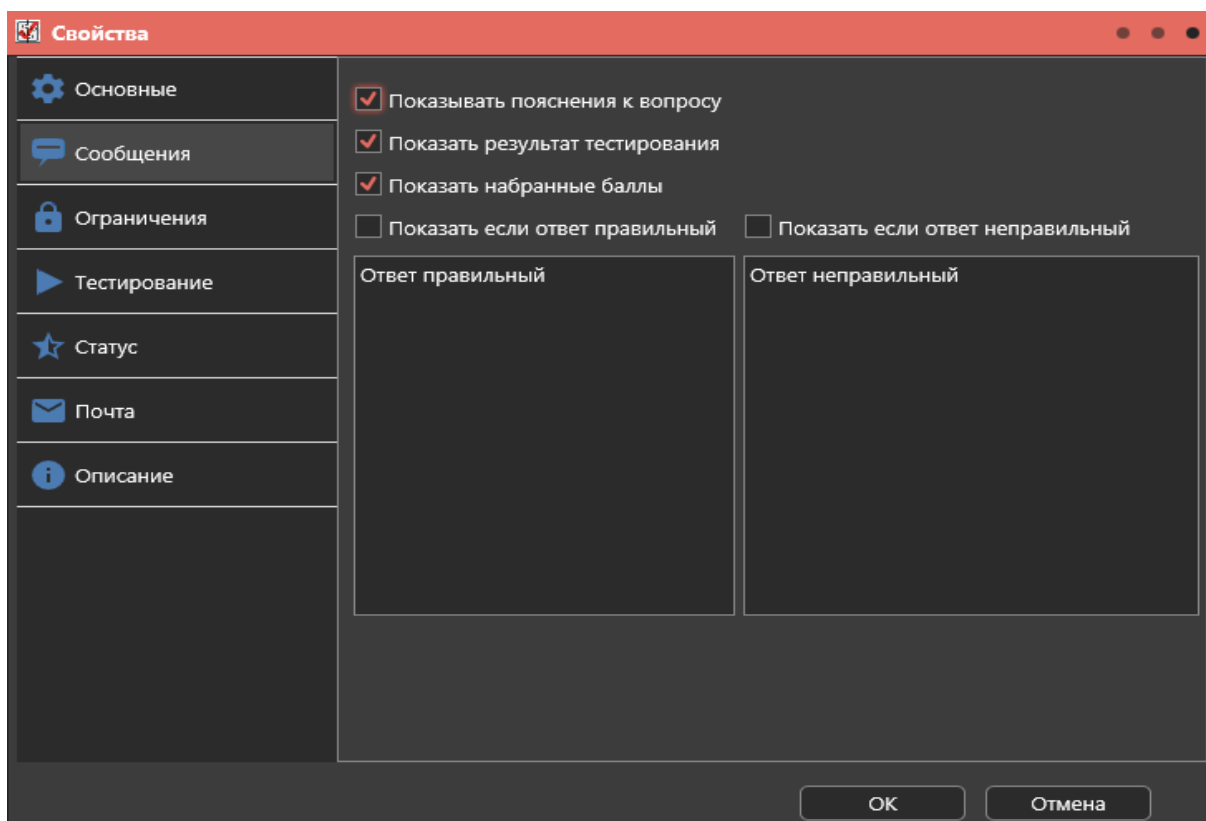 Свойства
Основные
Сообщения
Ограничения
Тестирование
Статус
Почта
Описание
Показывать пояснения к вопросу
Показать результат тестирования
Показать набранные баллы
Показать если ответ правильный
Показать если ответ неправильный
Ответ правильный
Ответ неправильный
OK
Отмена